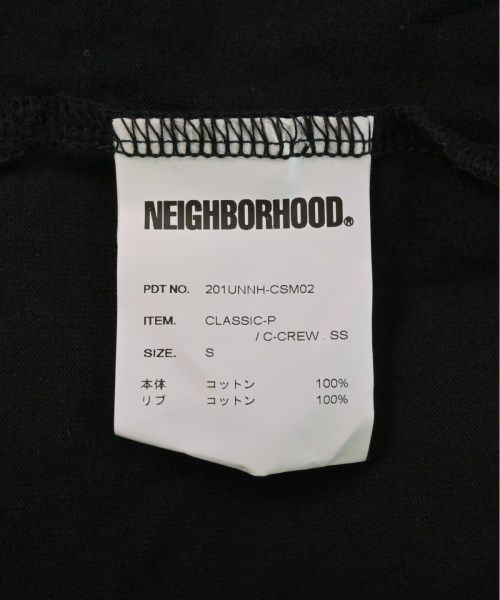 NEIGHBORHOOD®
PDT NO. 201UNNH-CSM02
ITEM. CLASSIC-P
/ C-CREW . SS
SIZE. S
本体 コットン 100%
リブ コットン 100%